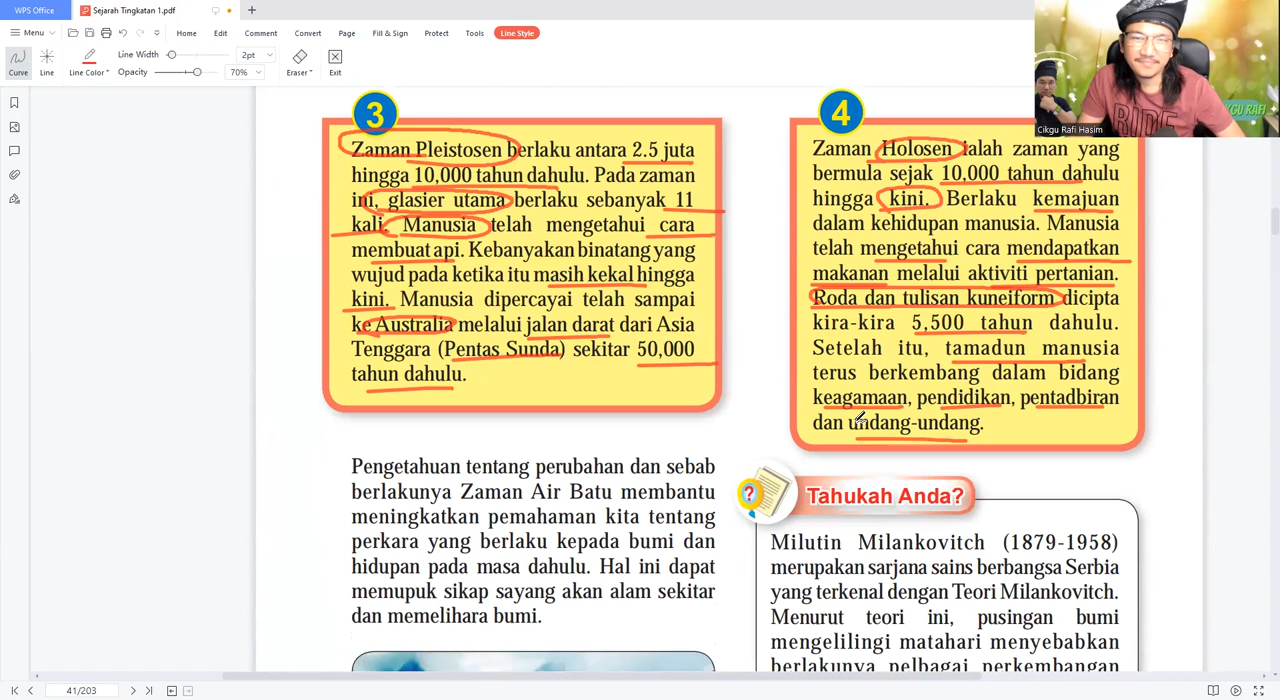 WPS Office
Sejarah Tingkatan 1.pdf
Menu
Home
Edit
Comment
Convert
Page
Fill & Sign
Protect
Tools
Line Style
Curve
Line
Line Color
Line Width
2pt
Opacity
70%
Eraser
Exit
Cikgu Rafi Hasim
RIDE
GU RAFI
3
Zaman Pleistosen berlaku antara 2.5 juta
hingga 10,000 tahun dahulu. Pada zaman
ini, glasier utama berlaku sebanyak 11
kali. Manusia telah mengetahui cara
membuat api. Kebanyakan binatang yang
wujud pada ketika itu masih kekal hingga
kini. Manusia dipercayai telah sampai
ke Australia melalui jalan darat dari Asia
Tenggara (Pentas Sunda) sekitar 50,000
tahun dahulu.
4
Zaman Holosen ialah zaman yang
bermula sejak 10,000 tahun dahulu
hingga kini. Berlaku kemajuan
dalam kehidupan manusia. Manusia
telah mengetahui cara mendapatkan
makanan melalui aktiviti pertanian.
Roda dan tulisan kuneiform dicipta
kira-kira 5,500 tahun dahulu.
Setelah itu, tamadun manusia
terus berkembang dalam bidang
keagamaan, pendidikan, pentadbiran
dan undang-undang.
Pengetahuan tentang perubahan dan sebab
berlakunya Zaman Air Batu membantu
meningkatkan pemahaman kita tentang
perkara yang berlaku kepada bumi dan
hidupan pada masa dahulu. Hal ini dapat
memupuk sikap sayang akan alam sekitar
dan memelihara bumi.
?
Tahukah Anda?
Milutin Milankovitch (1879-1958)
merupakan sarjana sains berbangsa Serbia
yang terkenal dengan Teori Milankovitch.
Menurut teori ini, pusingan bumi
mengelilingi matahari menyebabkan
berlakunya pelbagai perkembangan
41/203